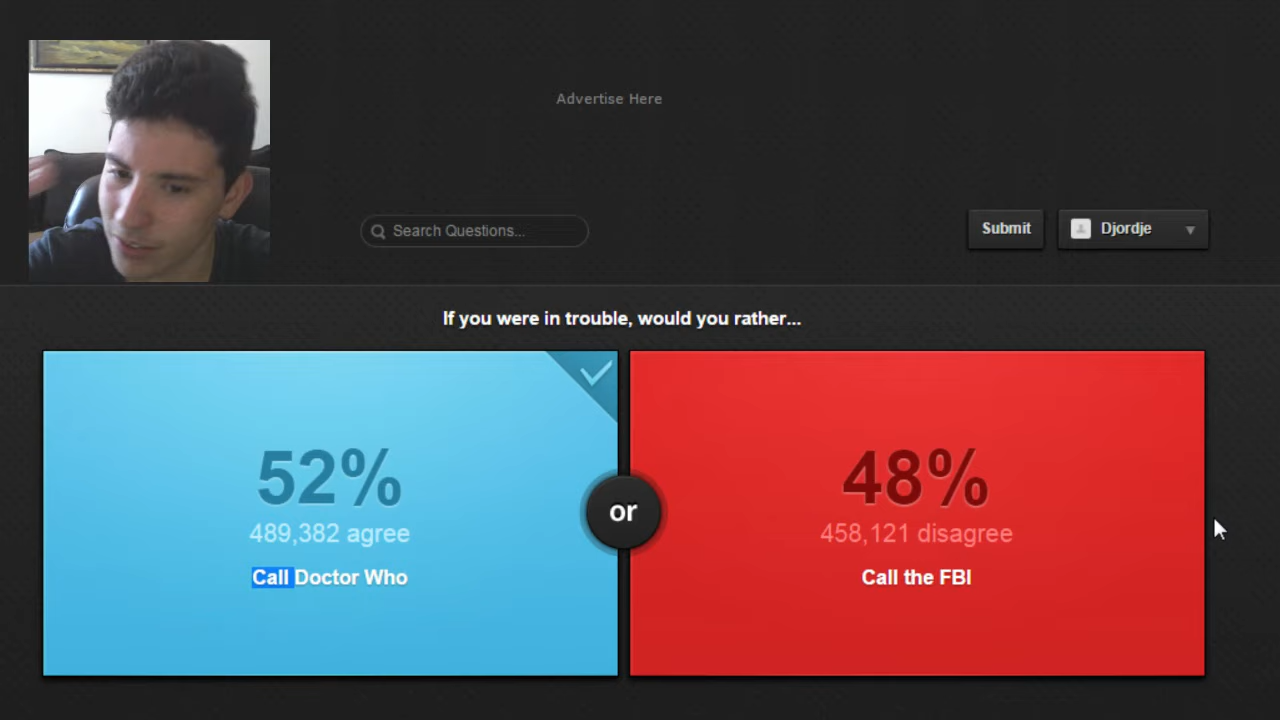 Advertise Here
Search Questions...
Submit
Djordje
If you were in trouble, would you rather...
52%
489,382 agree
Call Doctor Who
or
48%
458,121 disagree
Call the FBI